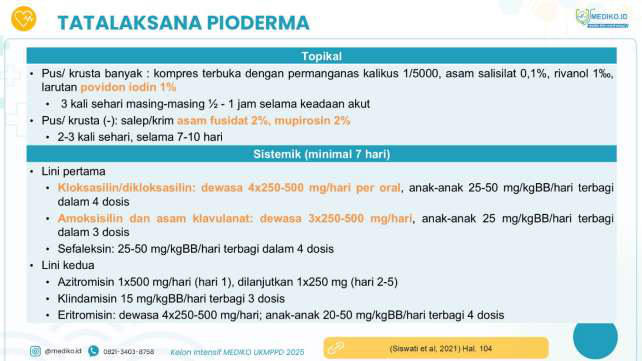 TATALAKSANA PIODERMA
MEDIKO.ID
Topikal
• Pus/ krusta banyak : kompres terbuka dengan permanganas kalikus 1/5000, asam salisilat 0,1%, rivanol 1‰,
larutan povidon iodin 1%
• 3 kali sehari masing-masing ½ - 1 jam selama keadaan akut
• Pus/ krusta (-): salep/krim asam fusidat 2%, mupirosin 2%
• 2-3 kali sehari, selama 7-10 hari
Sistemik (minimal 7 hari)
• Lini pertama
• Kloksasilin/dikloksasilin: dewasa 4x250-500 mg/hari per oral, anak-anak 25-50 mg/kgBB/hari terbagi
dalam 4 dosis
• Amoksisilin dan asam klavulanat: dewasa 3x250-500 mg/hari, anak-anak 25 mg/kgBB/hari terbagi
dalam 3 dosis
• Sefaleksin: 25-50 mg/kgBB/hari terbagi dalam 4 dosis
• Lini kedua
• Azitromisin 1x500 mg/hari (hari 1), dilanjutkan 1x250 mg (hari 2-5)
• Klindamisin 15 mg/kgBB/hari terbagi 3 dosis
• Eritromisin: dewasa 4x250-500 mg/hari; anak-anak 20-50 mg/kgBB/hari terbagi 4 dosis
@mediko.id
0821-3403-8758
Kelon Intensif MEDIKO UKMPPD 2025
(Siswati et al, 2021) Hal. 104